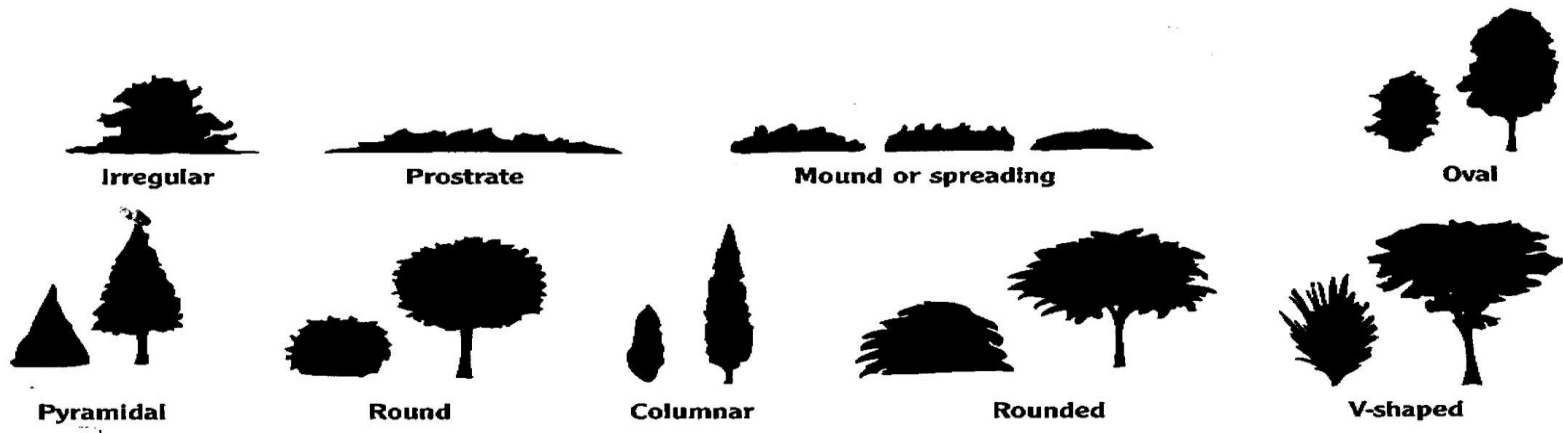 Irregular
Prostrate
Mound or spreading
Oval
Pyramidal
Round
Columnar
Rounded
V-shaped